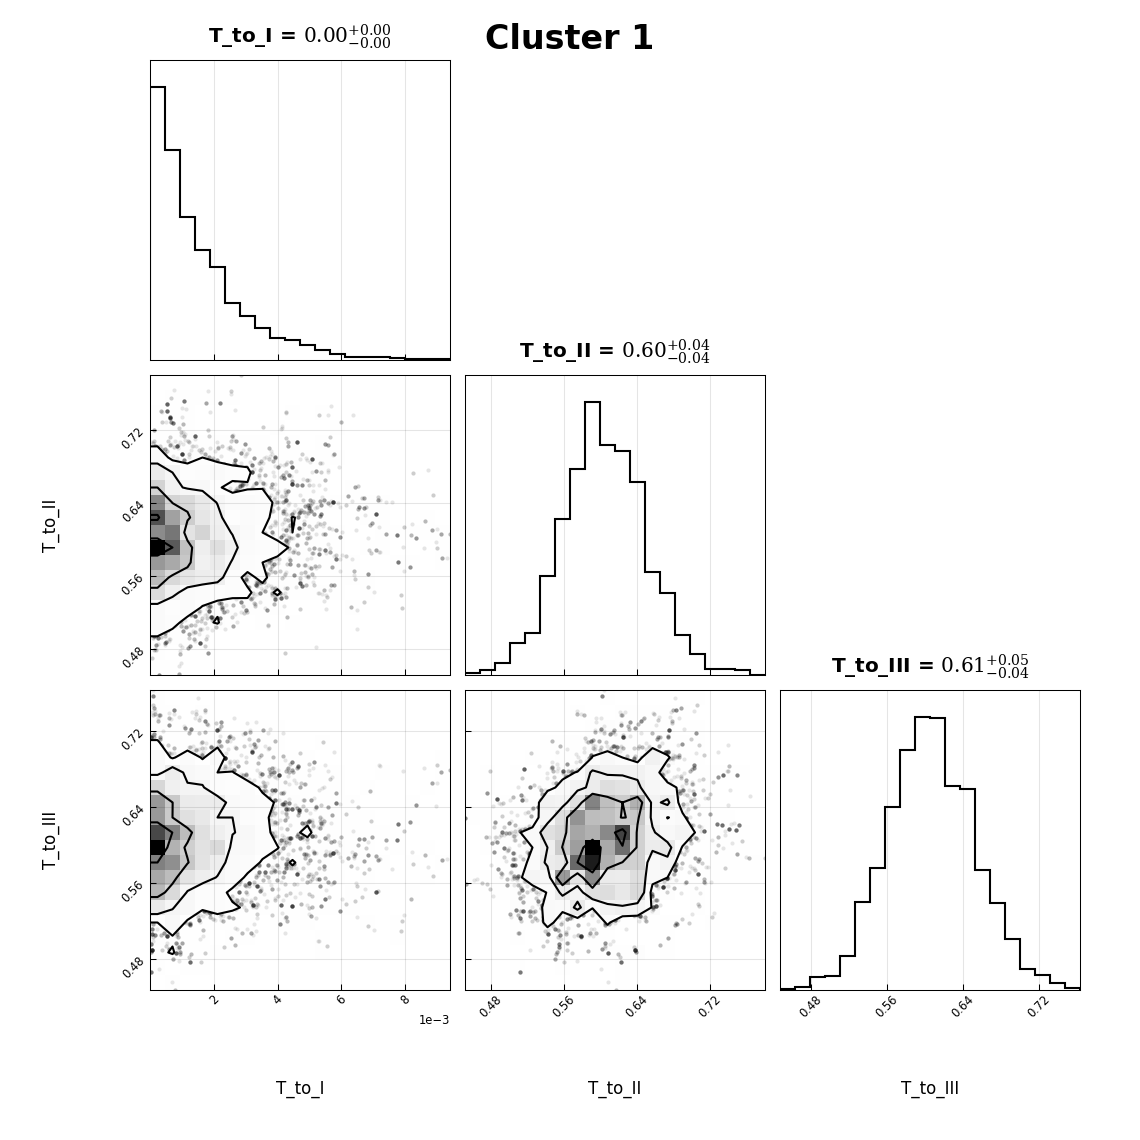 Cluster 1
T_to_I = 0.00+0.00−0.00
T_to_II = 0.60+0.04−0.04
T_to_II
0.72
0.64
0.56
0.48
T_to_III = 0.61+0.05−0.04
T_to_III
0.72
0.64
0.56
0.48
2 4 6 8
1e−3
0.48 0.56 0.64 0.72
0.48 0.56 0.64 0.72
T_to_I T_to_II T_to_III